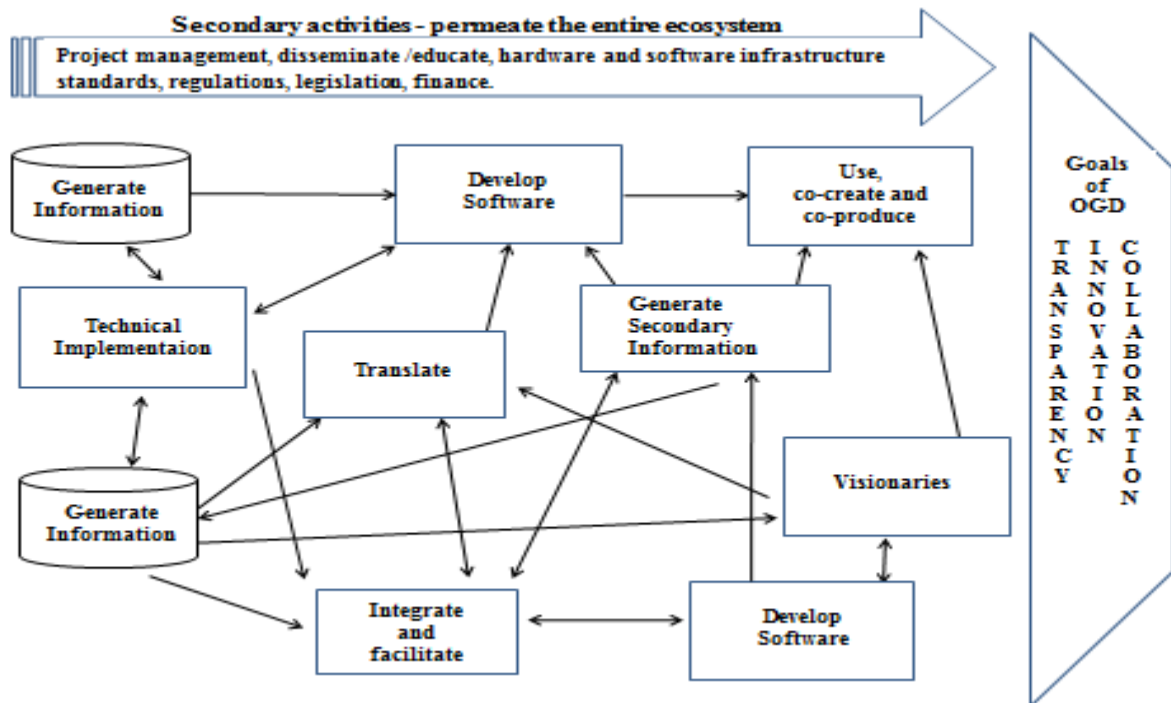 Secondary activities - permeate the entire ecosystem
Project management, disseminate /educate, hardware and software infrastructure
standards, regulations, legislation, finance.
Generate
Information
Develop
Software
Use,
co-create and
co-produce
Goals
of
OGD
TRANSPARENCY
INNOVATION
COLLABORATION
Technical
Implementaion
Translate
Generate
Secondary
Information
Visionaries
Generate
Information
Integrate
and
facilitate
Develop
Software